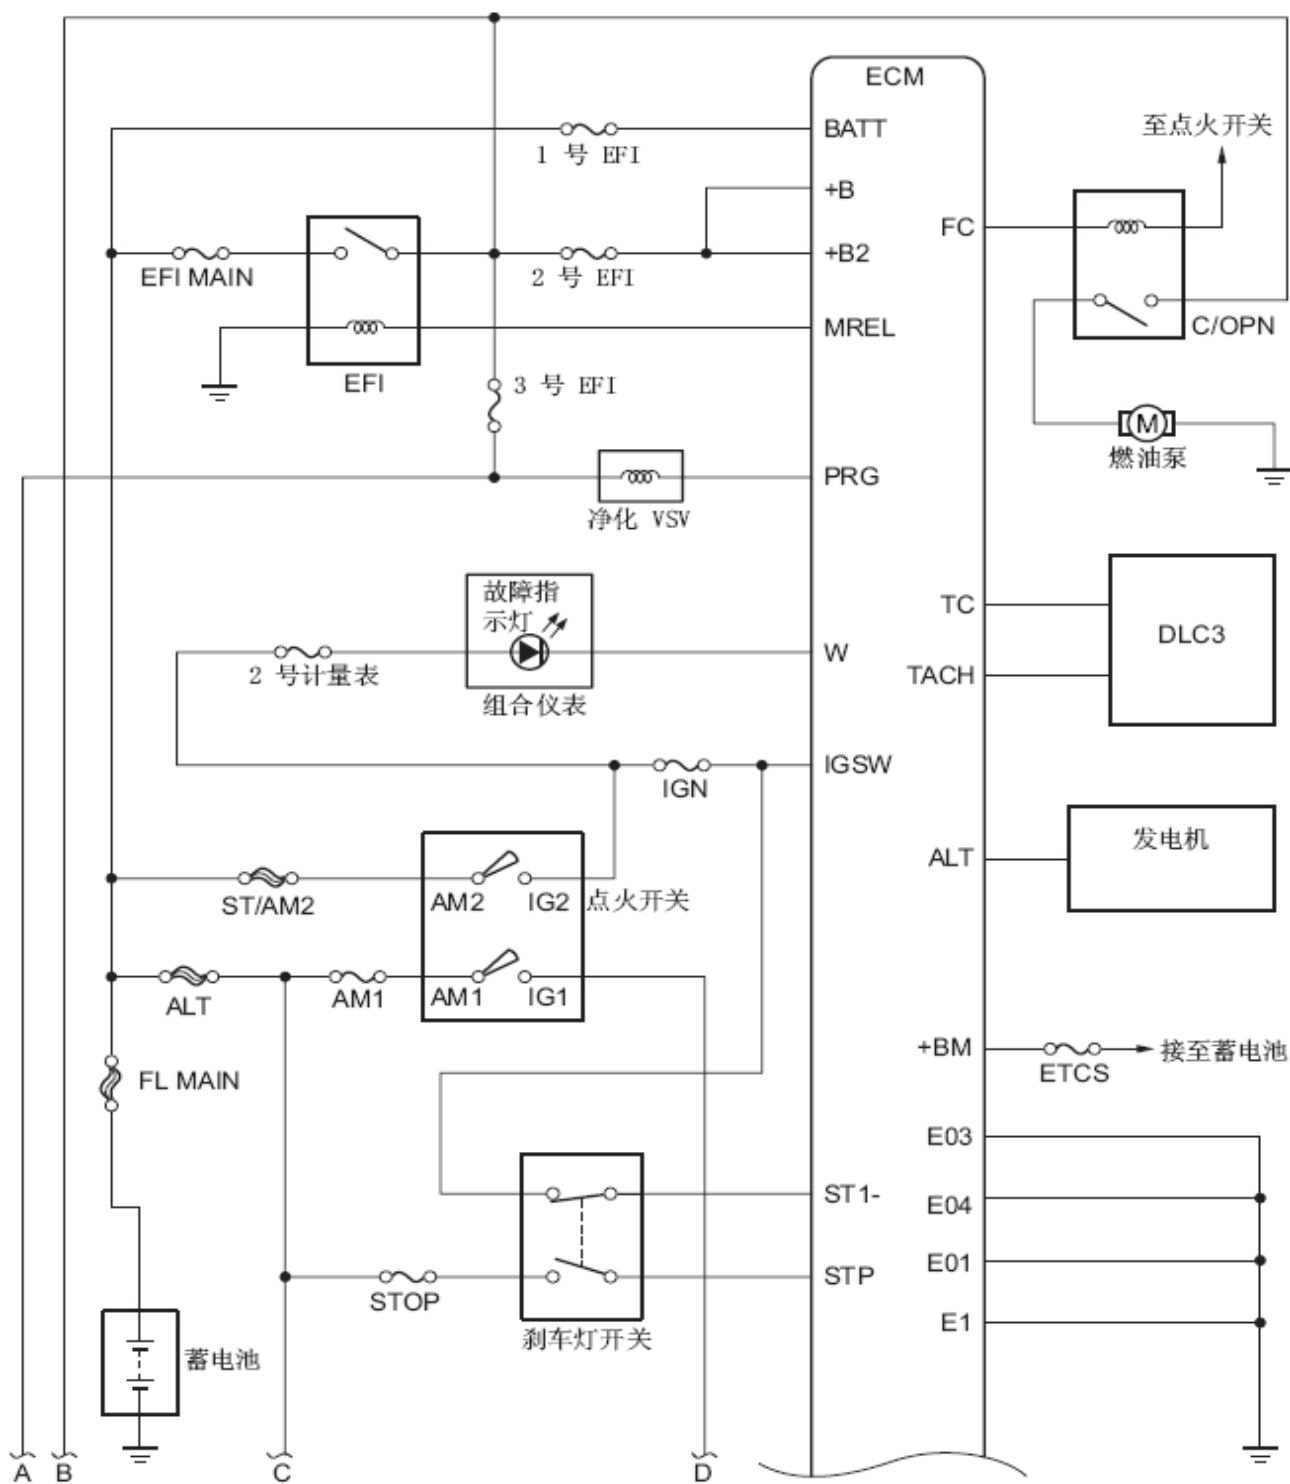 ECM
BATT
1 号 EFI
至点火开关
+B
FC
EFI MAIN
2 号 EFI
+B2
MREL
C/OPN
EFI
3 号 EFI
M
燃油泵
PRG
净化 VSV
故障指
示灯
TC
DLC3
W
2 号计量表
TACH
组合仪表
IGSW
IGN
发电机
ALT
ST/AM2
AM2
IG2
点火开关
ALT
AM1
AM1
IG1
+BM
接至蓄电池
ETCS
FL MAIN
E03
ST1-
E04
E01
STP
STOP
E1
刹车灯开关
蓄电池
A
B
C
D